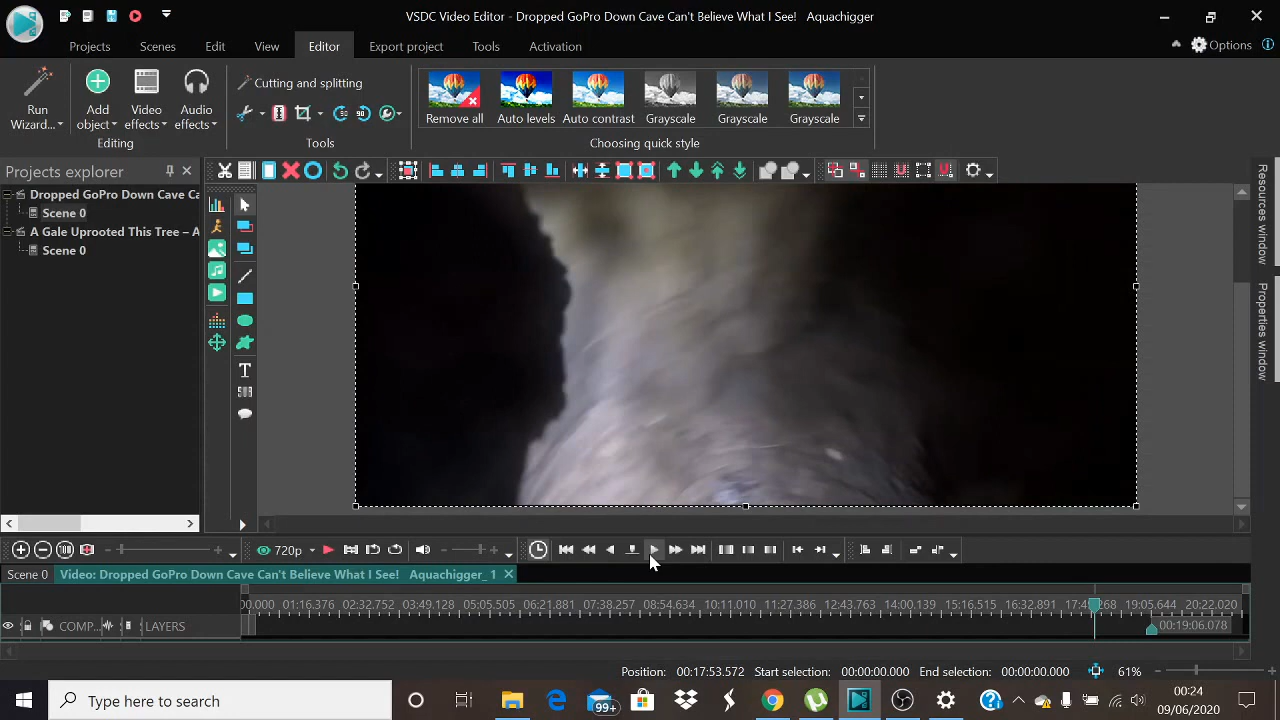 VSDC Video Editor - Dropped GoPro Down Cave Can't Believe What I See! Aquachigger
Projects Scenes Edit View Editor Export project Tools Activation Options
Run Wizard...
Add object
Video effects
Audio effects
Editing
Cutting and splitting
Tools
Remove all Auto levels Auto contrast Grayscale Grayscale Grayscale
Choosing quick style
Projects explorer
Dropped GoPro Down Cave Ca
Scene 0
A Gale Uprooted This Tree – A
Scene 0
Resources window
Properties window
T
720p
Scene 0 Video: Dropped GoPro Down Cave Can't Believe What I See! Aquachigger_ 1
01:16.376 02:32.752 03:49.128 05:05.505 06:21.881 07:38.257 08:54.634 10:11.010 11:27.386 12:43.763 14:00.139 15:16.515 16:32.891 19:05.644 20:22.020
COMP... LAYERS 00:19:06.078
Position: 00:17:53.572 Start selection: 00:00:00.000 End selection: 00:00:00.000 61%
Type here to search
99+
00:24
09/06/2020